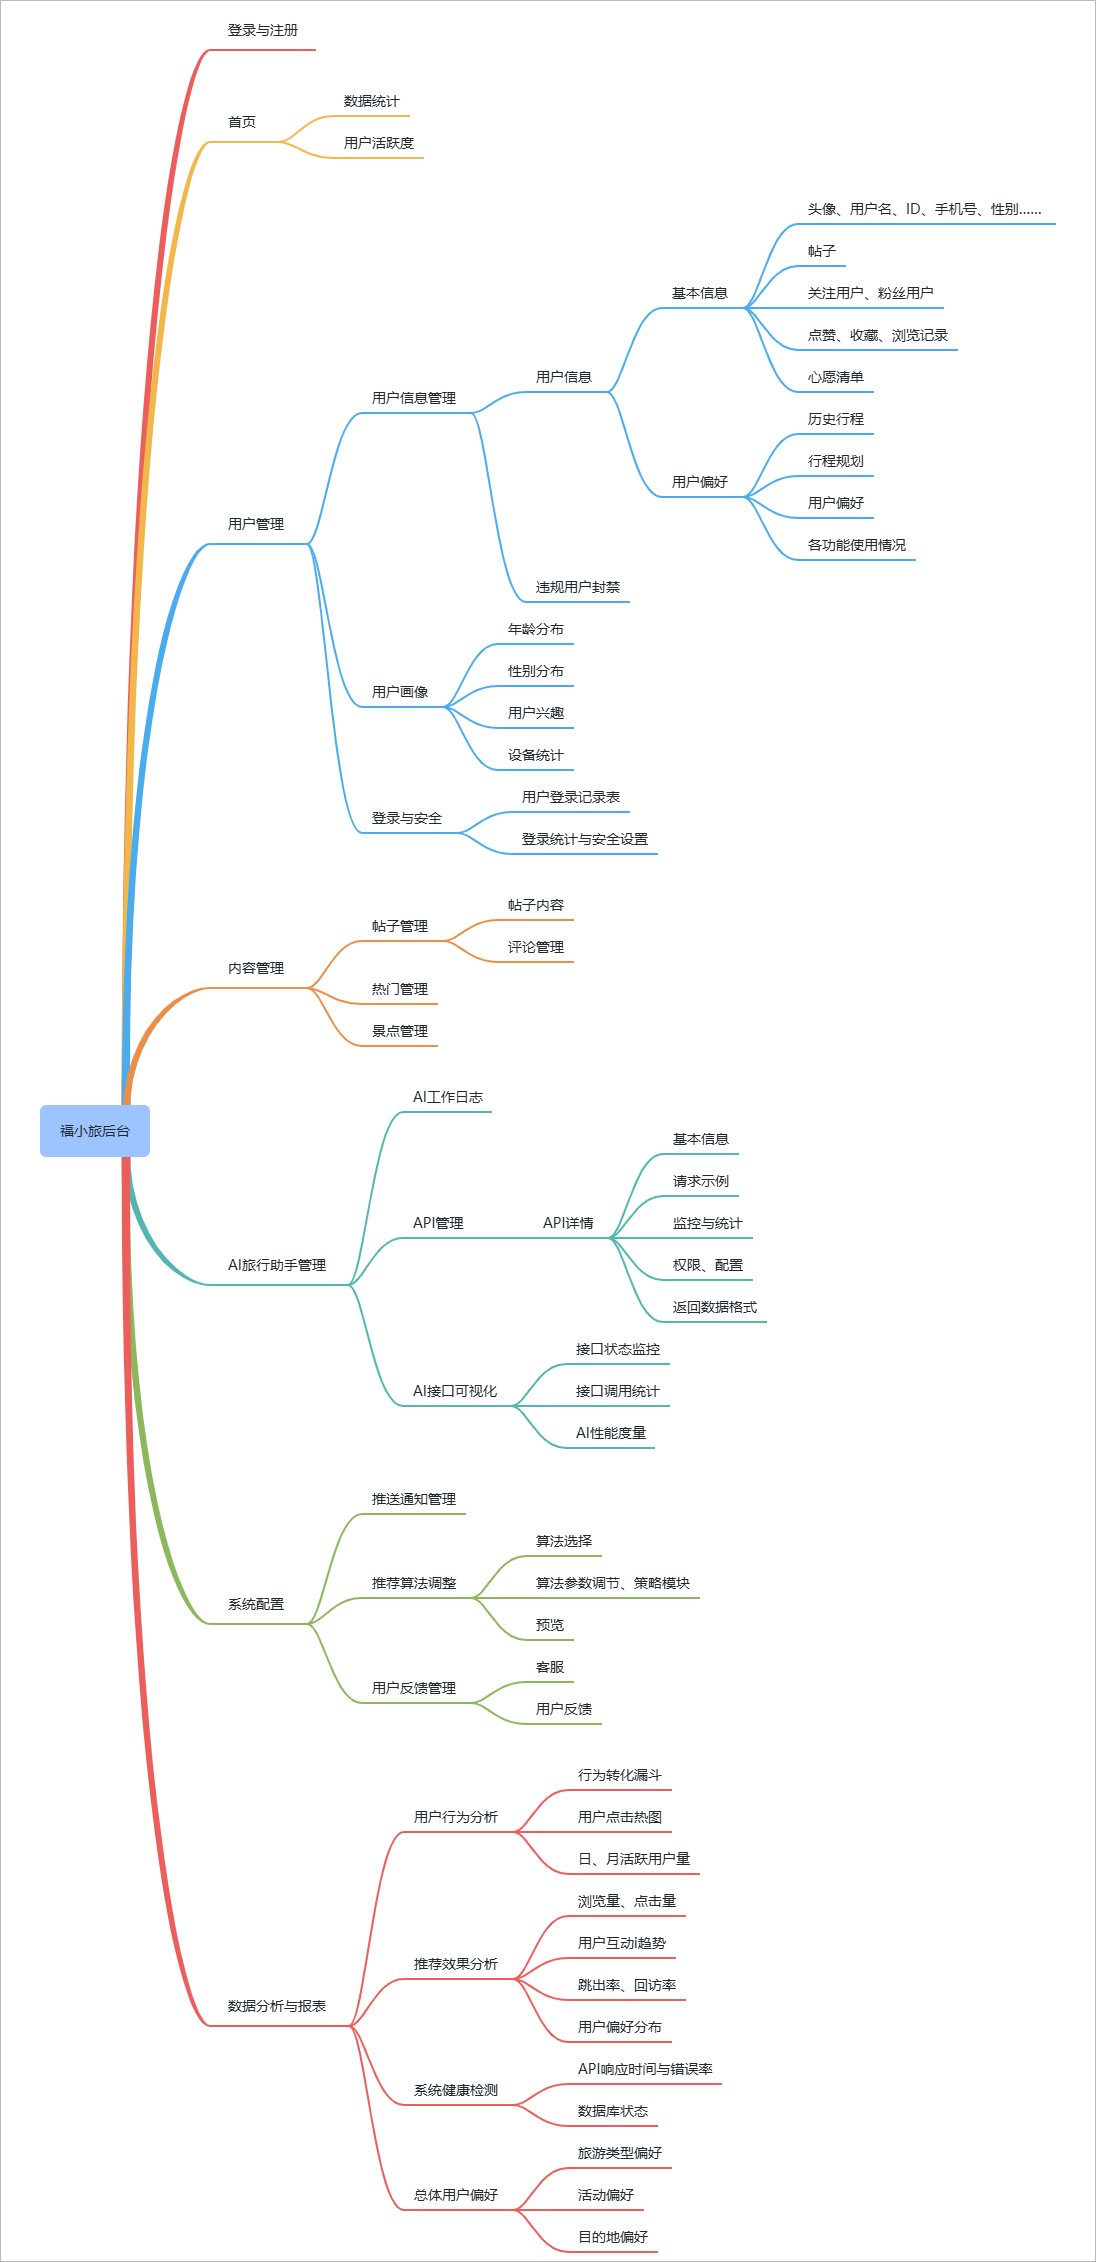 登录与注册
首页
数据统计
用户活跃度
用户管理
用户信息管理
用户信息
基本信息
头像、用户名、ID、手机号、性别......
帖子
关注用户、粉丝用户
点赞、收藏、浏览记录
心愿清单
用户偏好
历史行程
行程规划
用户偏好
各功能使用情况
违规用户封禁
用户画像
年龄分布
性别分布
用户兴趣
设备统计
登录与安全
用户登录记录表
登录统计与安全设置
内容管理
帖子管理
帖子内容
评论管理
热门管理
景点管理
福小旅后台
AI旅行助手管理
AI工作日志
API管理
API详情
基本信息
请求示例
监控与统计
权限、配置
返回数据格式
AI接口可视化
接口状态监控
接口调用统计
AI性能度量
系统配置
推送通知管理
推荐算法调整
算法选择
算法参数调节、策略模块
预览
用户反馈管理
客服
用户反馈
数据分析与报表
用户行为分析
行为转化漏斗
用户点击热图
日、月活跃用户量
推荐效果分析
浏览量、点击量
用户互动i趋势
跳出率、回访率
用户偏好分布
系统健康检测
API响应时间与错误率
数据库状态
总体用户偏好
旅游类型偏好
活动偏好
目的地偏好